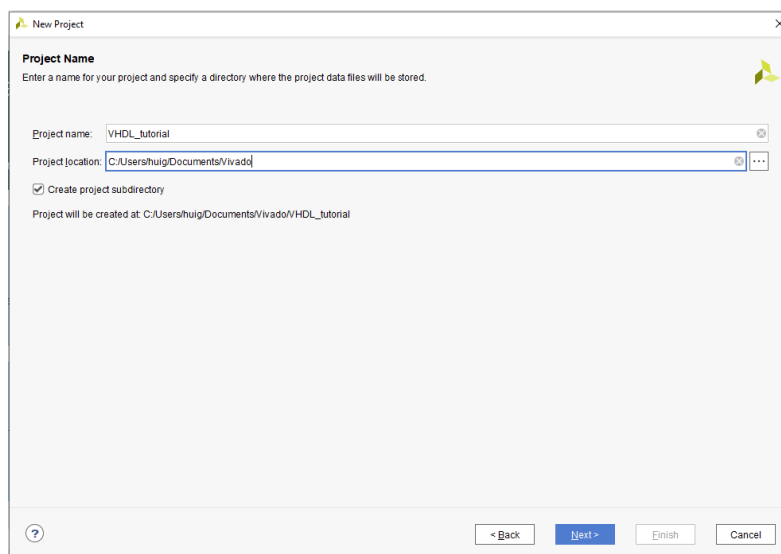 New Project
Project Name
Enter a name for your project and specify a directory where the project data files will be stored.
Project name: VHDL_tutorial
Project location: C:/Users/huig/Documents/Vivado
Create project subdirectory
Project will be created at: C:/Users/huig/Documents/Vivado/VHDL_tutorial
? < Back Next > Finish Cancel